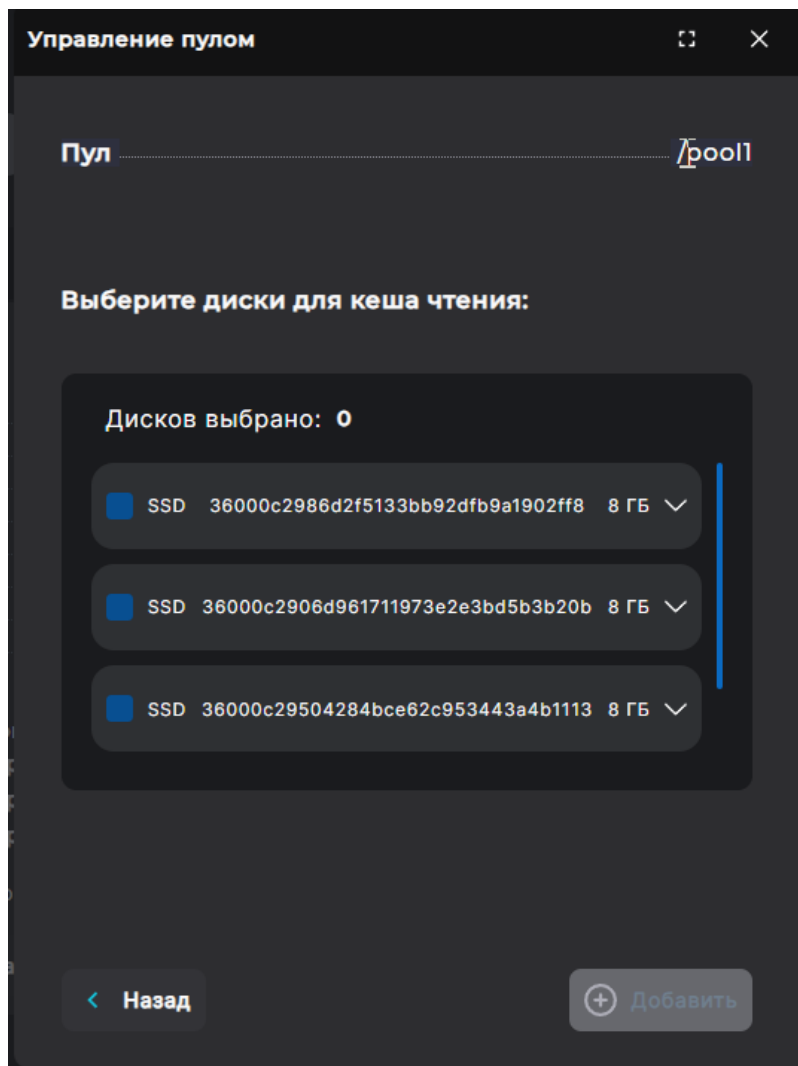 Управление пулом
Пул /pool1
Выберите диски для кеша чтения:
Дисков выбрано: 0
SSD 36000c2986d2f5133bb92dfb9a1902ff8 8 ГБ
SSD 36000c2906d961711973e2e3bd5b3b20b 8 ГБ
SSD 36000c29504284bce62c953443a4b1113 8 ГБ
Назад
Добавить